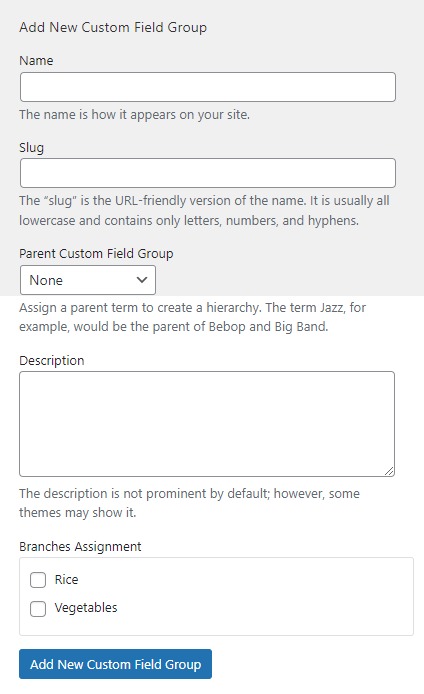 Add New Custom Field Group
Name
The name is how it appears on your site.
Slug
The “slug” is the URL-friendly version of the name. It is usually all
lowercase and contains only letters, numbers, and hyphens.
Parent Custom Field Group
None
Assign a parent term to create a hierarchy. The term Jazz, for
example, would be the parent of Bebop and Big Band.
Description
The description is not prominent by default; however, some
themes may show it.
Branches Assignment
Rice
Vegetables
Add New Custom Field Group